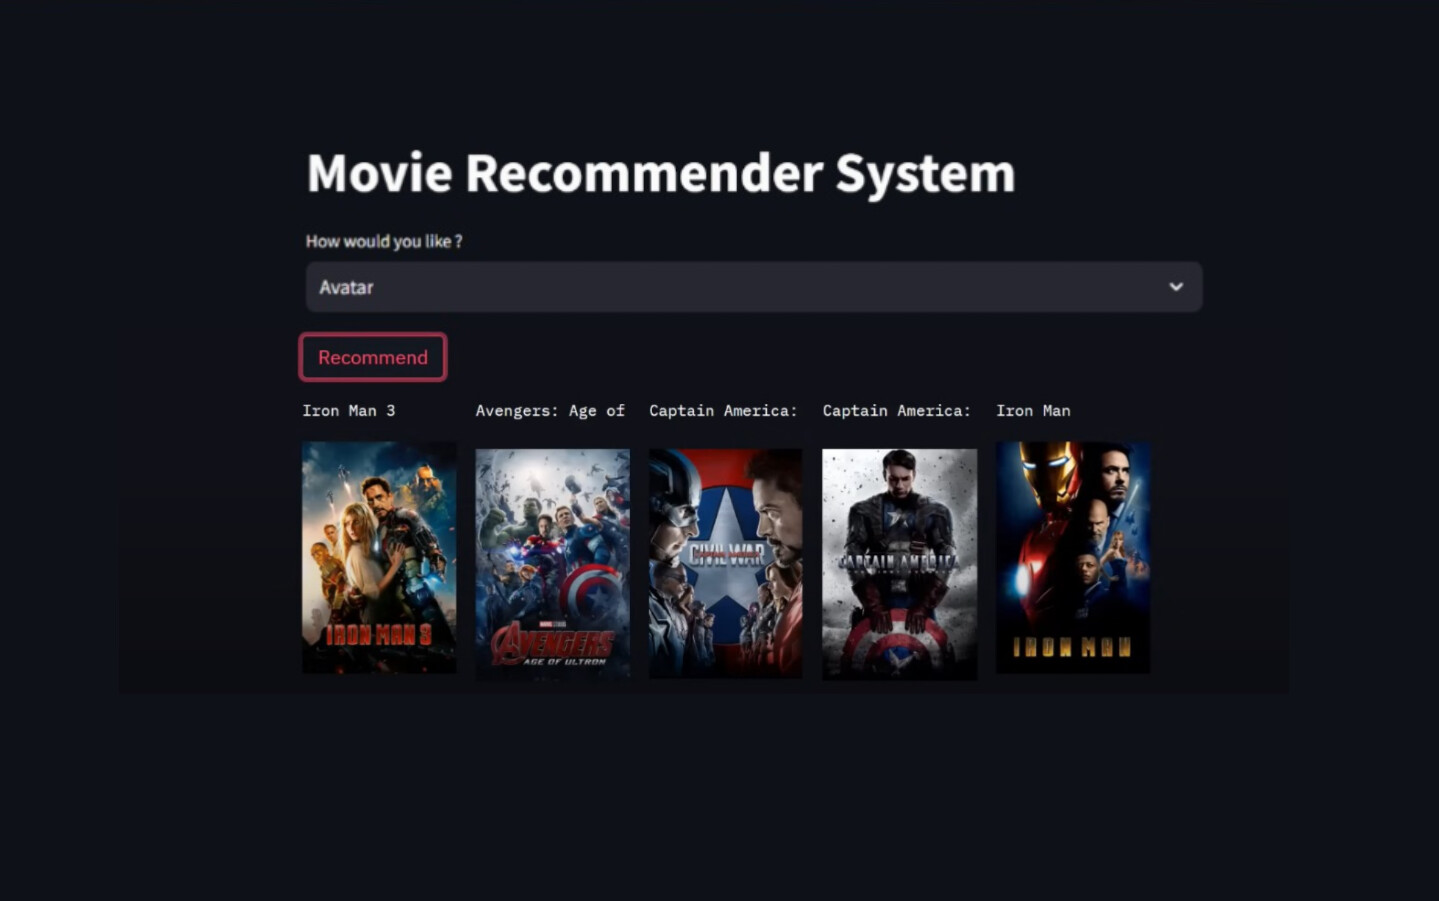 Movie Recommender System
How would you like ?
Avatar
Recommend
Iron Man 3
Avengers: Age of
Captain America:
Captain America:
Iron Man
IRON MAN 3
MARVEL
AVENGERS
AGE OF ULTRON
CIVIL WAR
CAPTAIN AMERICA
IRON MAN